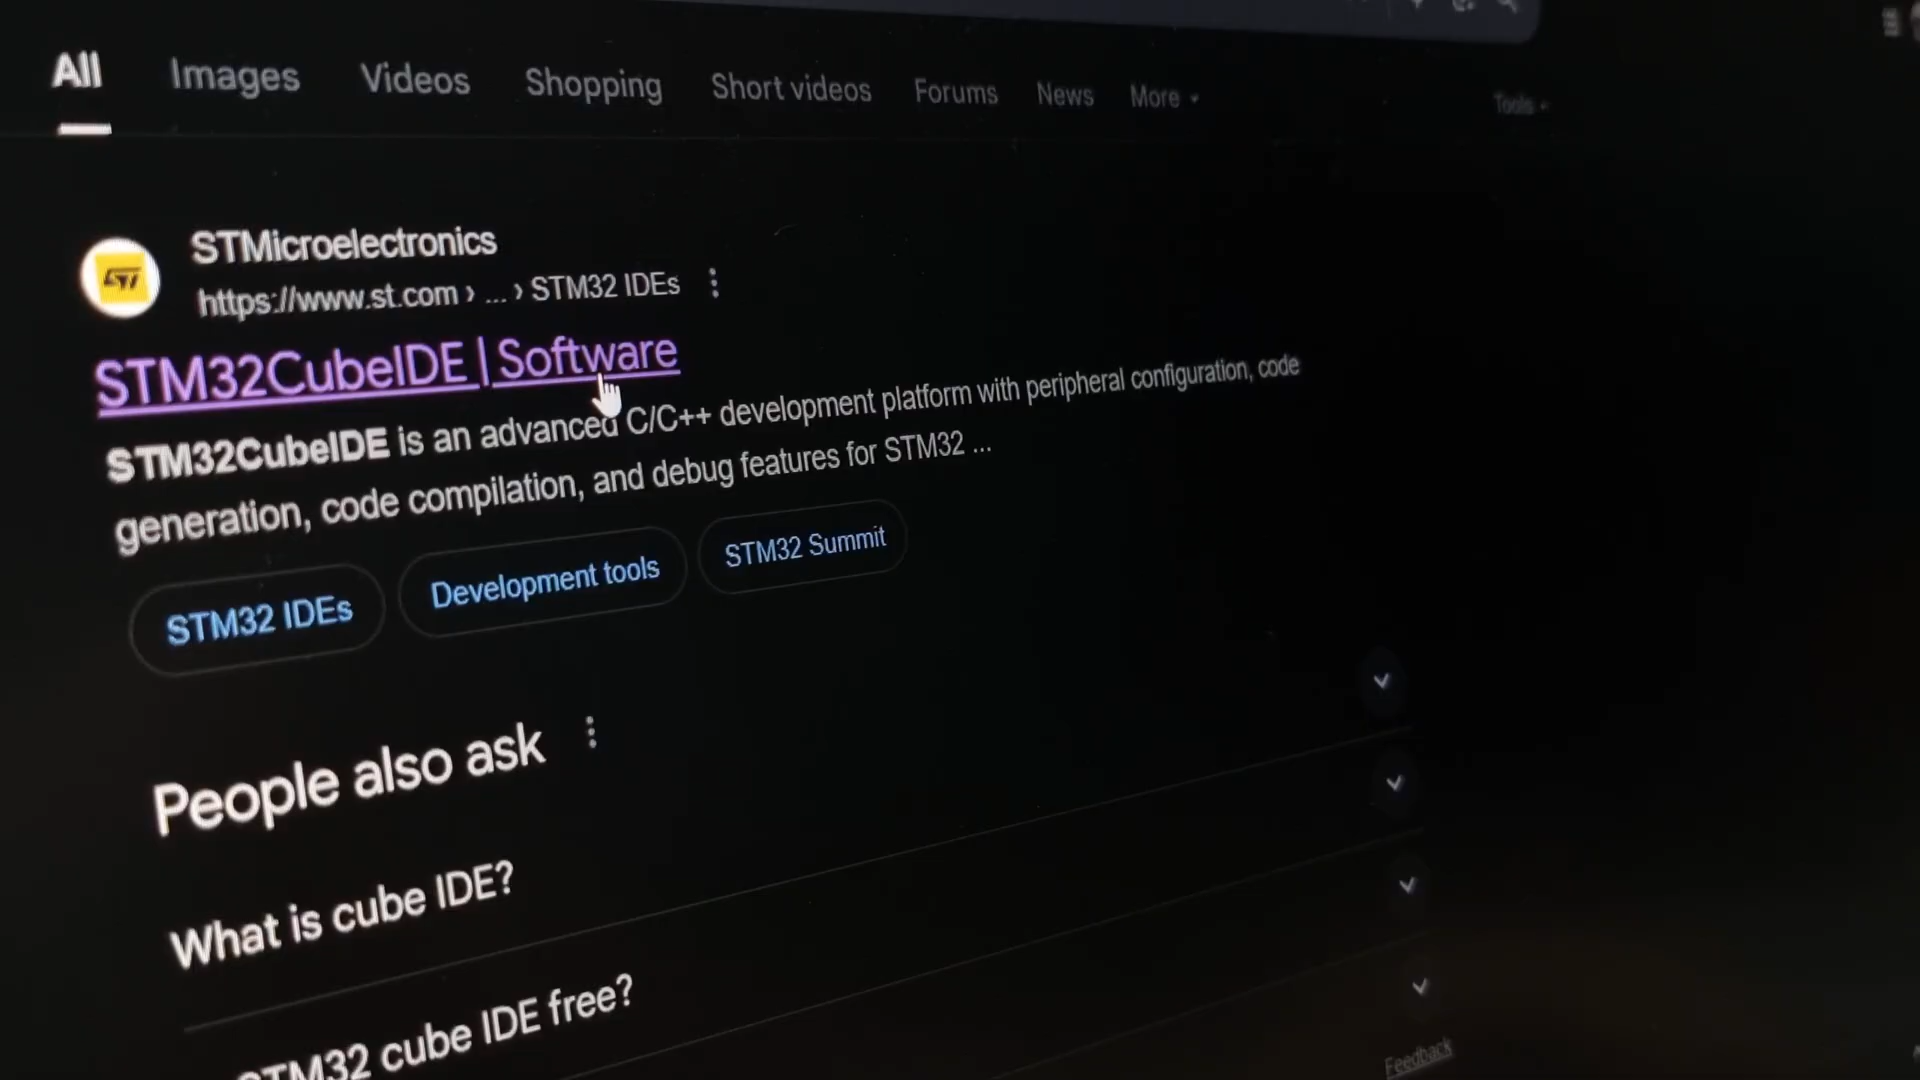 All Images Videos Shopping Short videos Forums News More Tools
STMicroelectronics
https://www.st.com › ... › STM32 IDEs
STM32CubeIDE | Software
STM32CubeIDE is an advanced C/C++ development platform with peripheral configuration, code
generation, code compilation, and debug features for STM32 ...
STM32 IDEs Development tools STM32 Summit
People also ask
What is cube IDE?
STM32 cube IDE free?
Feedback